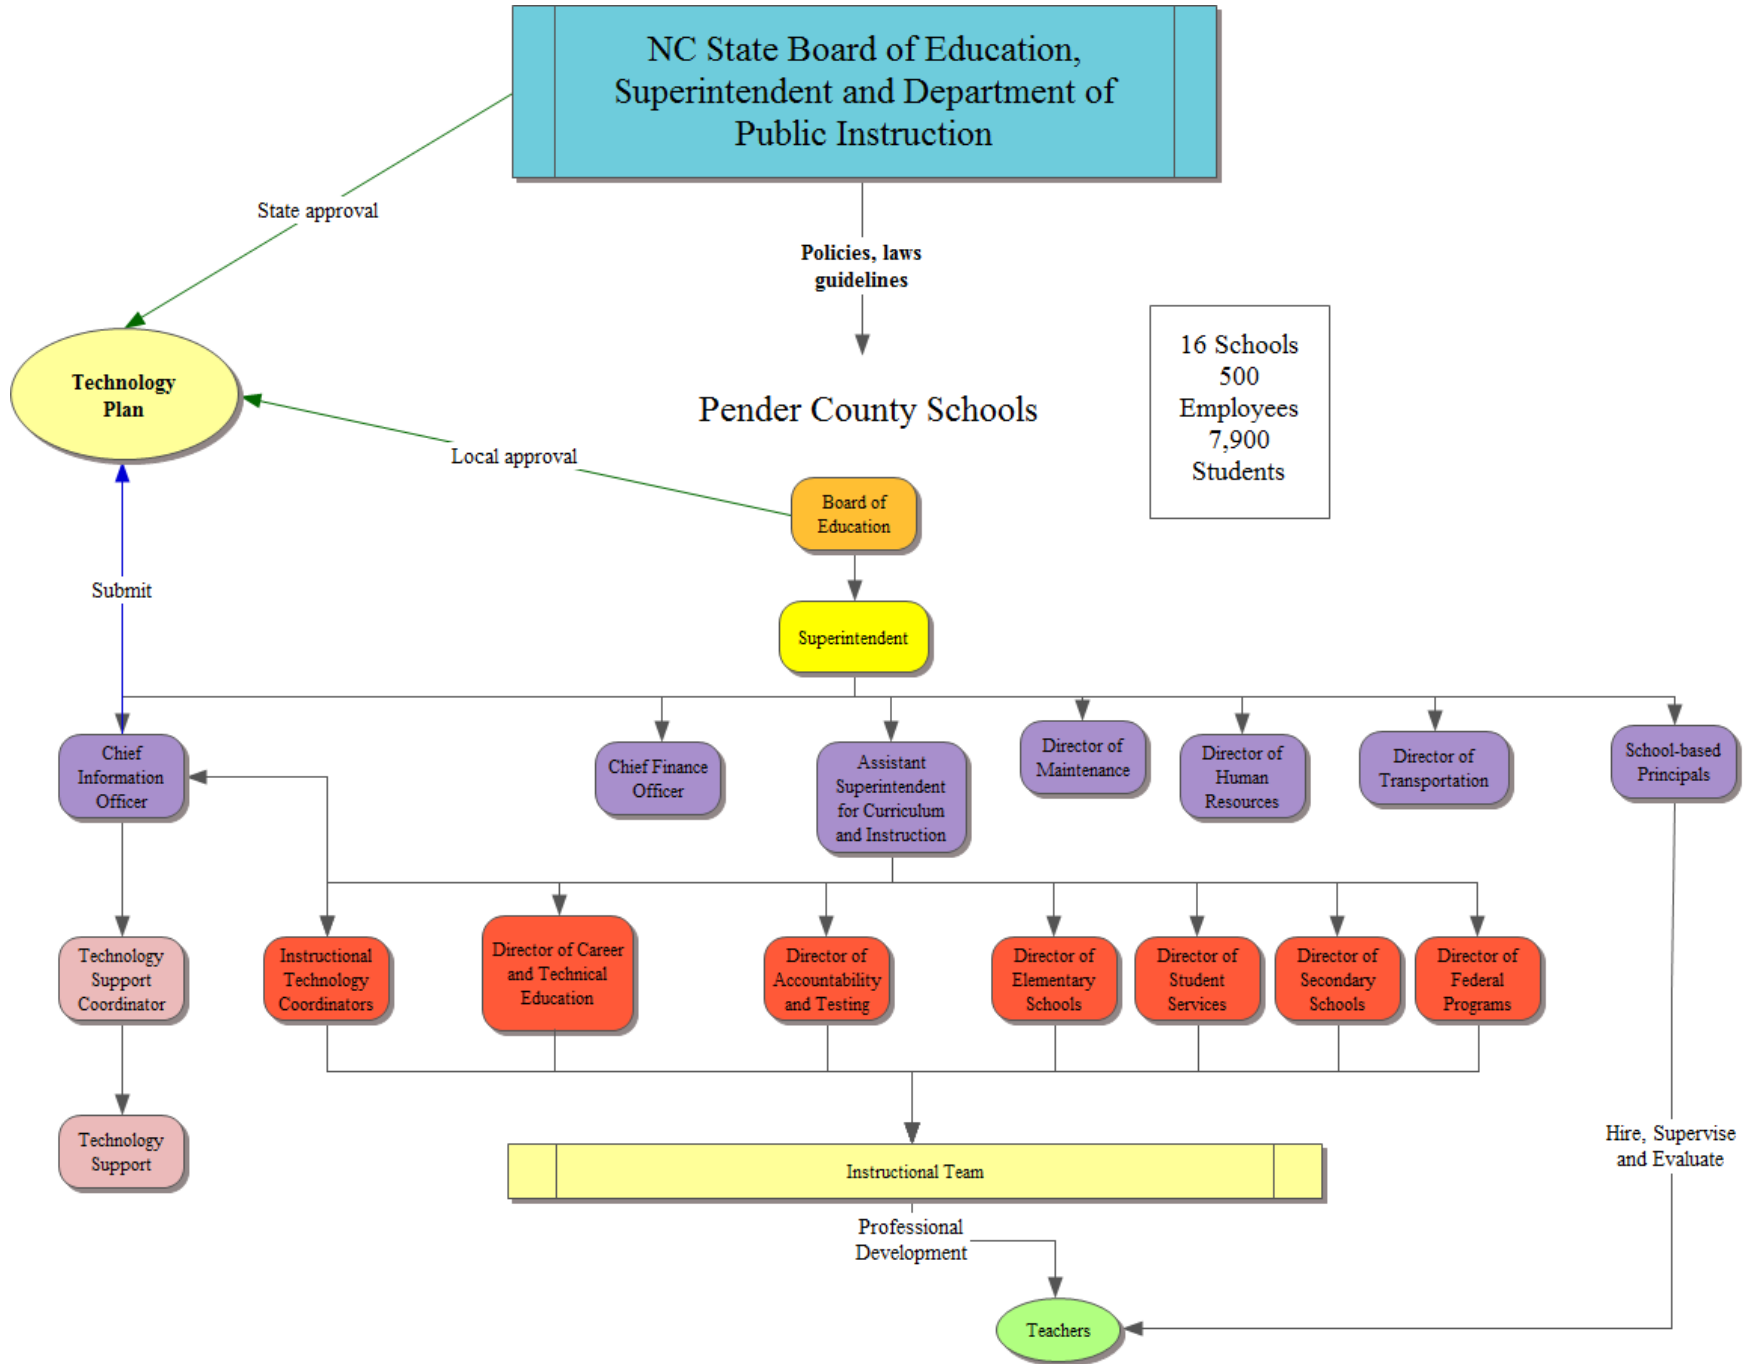 NC State Board of Education,
Superintendent and Department of
Public Instruction
State approval
Policies, laws
guidelines
16 Schools
500
Employees
7,900
Students
Technology
Plan
Pender County Schools
Local approval
Board of
Education
Submit
Superintendent
Chief
Information
Officer
Chief Finance
Officer
Assistant
Superintendent
for Curriculum
and Instruction
Director of
Maintenance
Director of
Human
Resources
Director of
Transportation
School-based
Principals
Technology
Support
Coordinator
Instructional
Technology
Coordinators
Director of Career
and Technical
Education
Director of
Accountability
and Testing
Director of
Elementary
Schools
Director of
Student
Services
Director of
Secondary
Schools
Director of
Federal
Programs
Technology
Support
Hire, Supervise
and Evaluate
Instructional Team
Professional
Development
Teachers